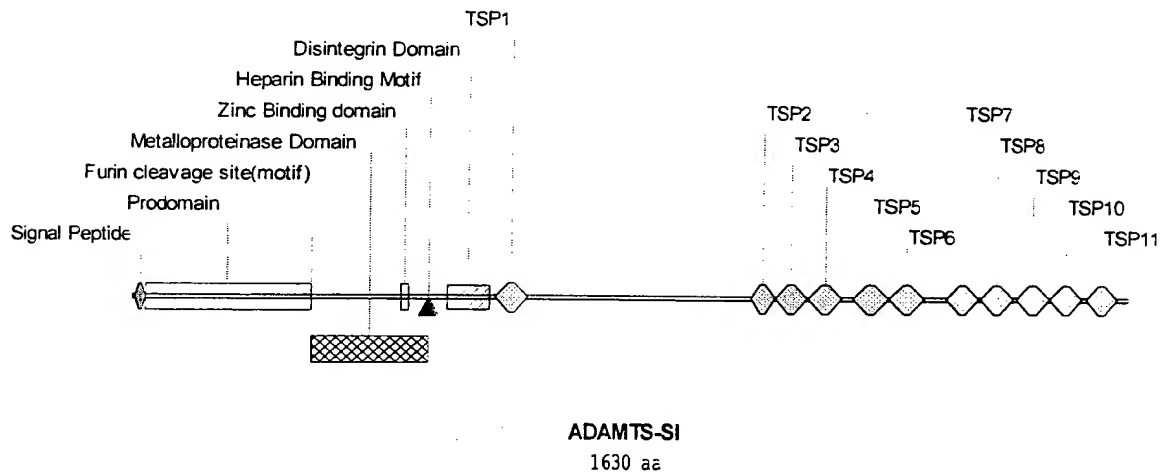 TSP1
Disintegrin Domain
Heparin Binding Motif
Zinc Binding domain
Metalloproteinase Domain
Furin cleavage site(motif)
Prodomain
Signal Peptide
TSP2
TSP3
TSP4
TSP5
TSP6
TSP7
TSP8
TSP9
TSP10
TSP11
ADAMTS-SI
1630 aa